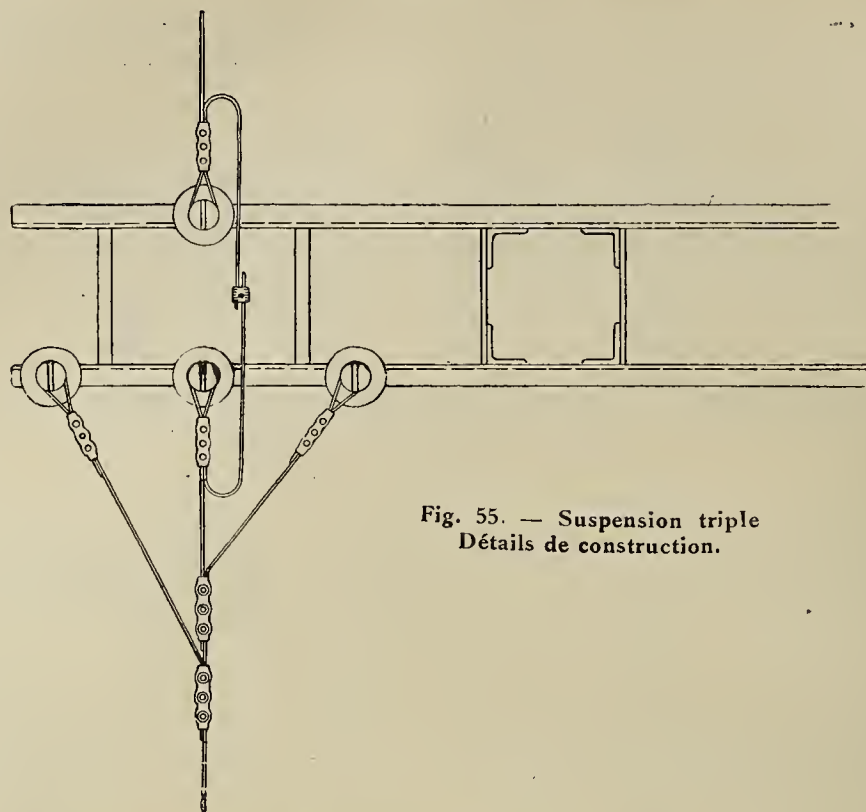 Fig. 55. — Suspension triple
Détails de construction.